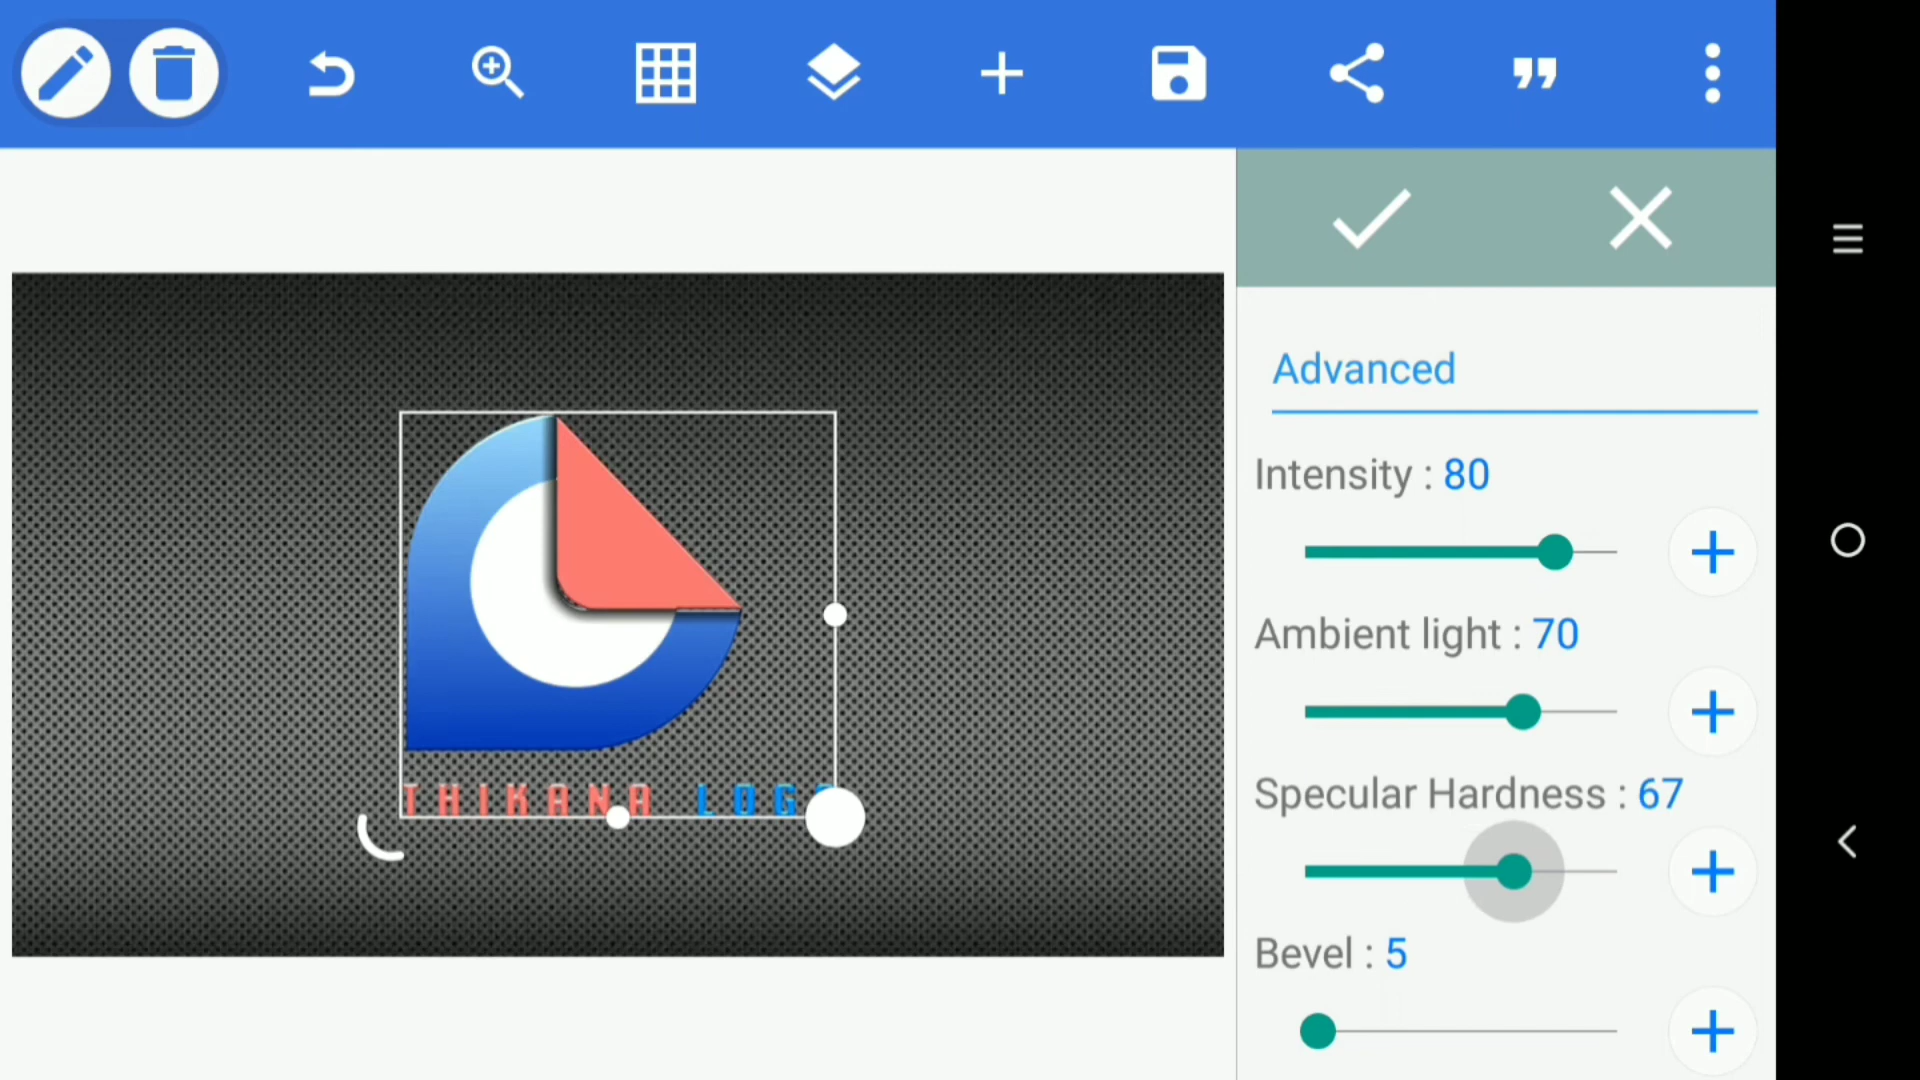 Advanced
Intensity : 80
Ambient light : 70
Specular Hardness : 67
Bevel : 5
THIKANA LOGO